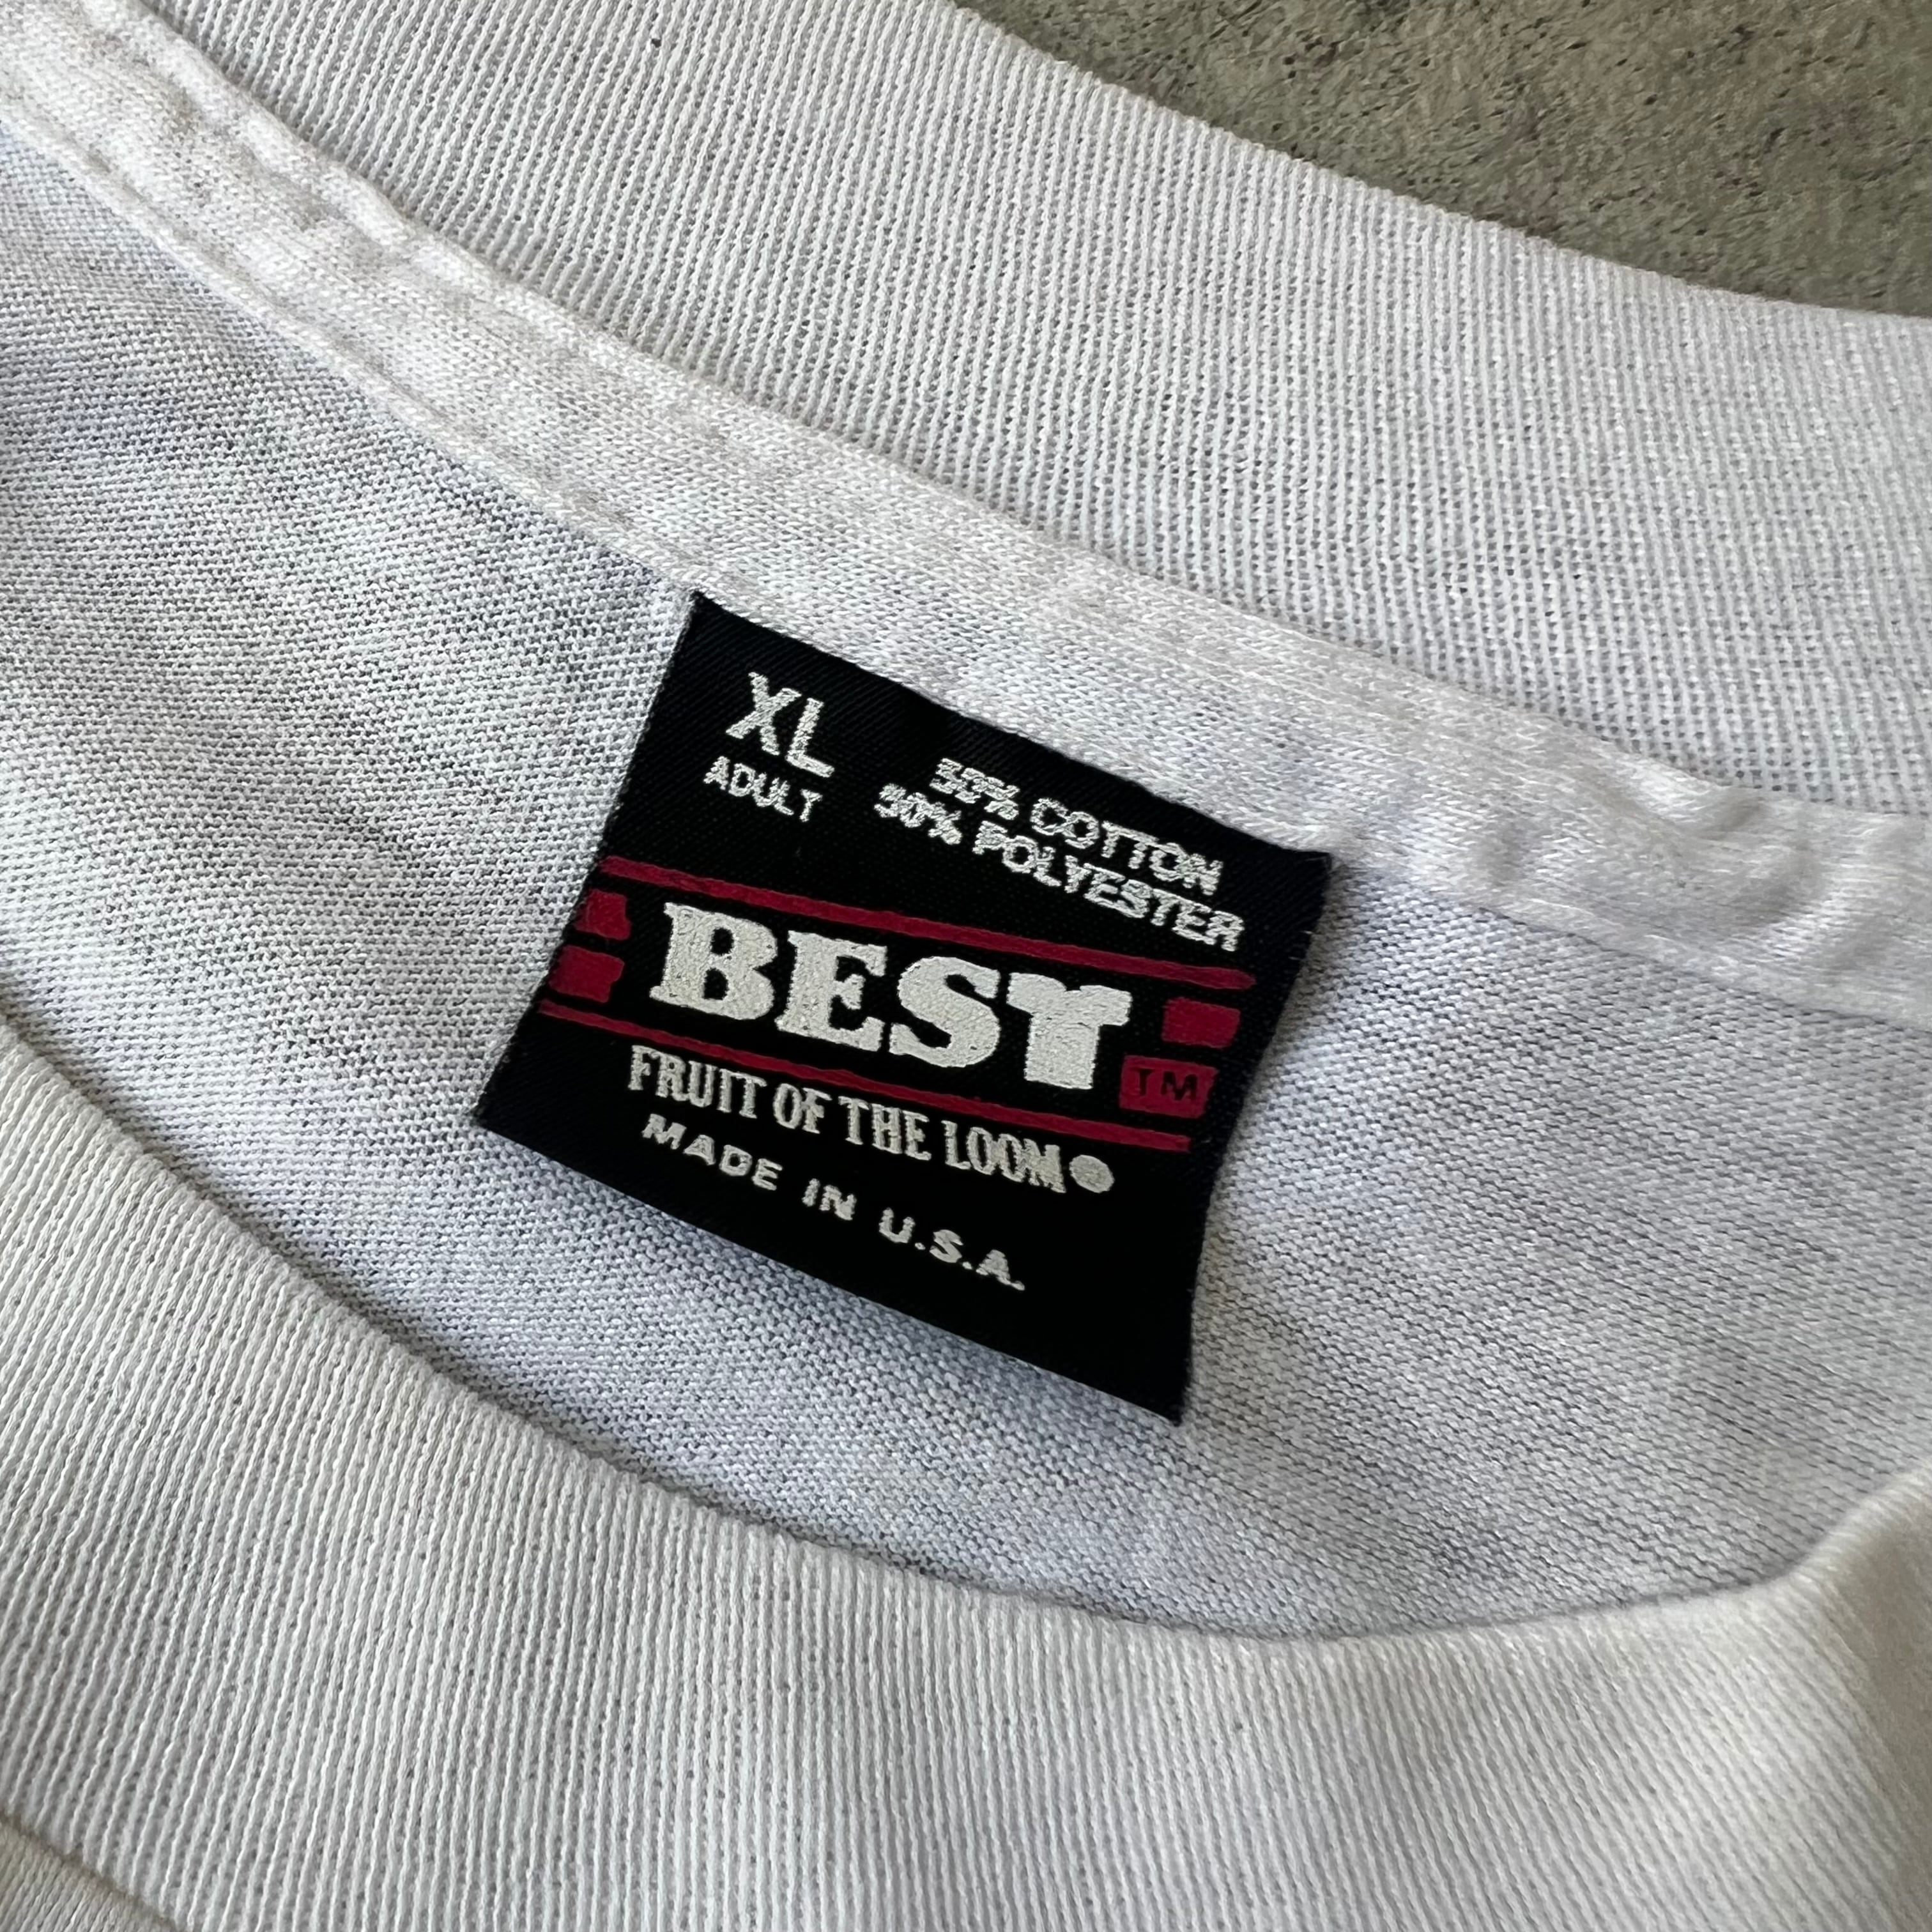 XL
ADULT
50% COTTON
50% POLYESTER
BEST
TM
FRUIT OF THE LOOM
MADE IN U.S.A.